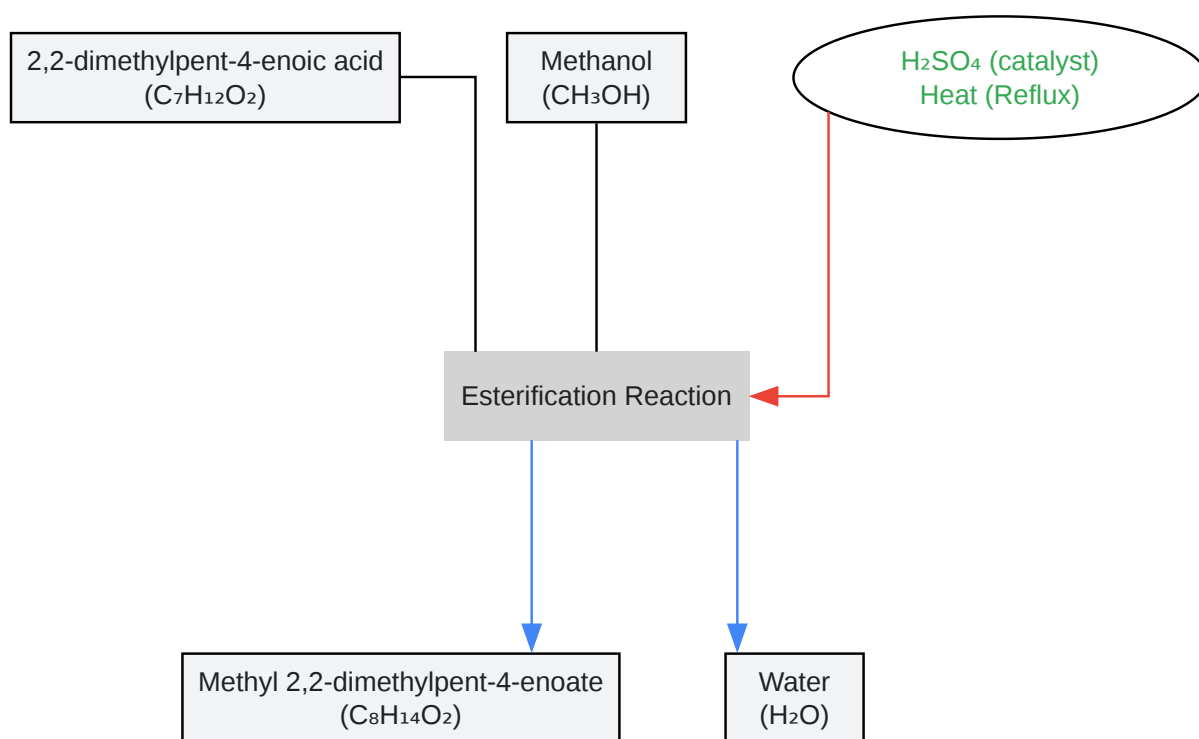 2,2-dimethylpent-4-enoic acid
(C₇H₁₂O₂)
Methanol
(CH₃OH)
H₂SO₄ (catalyst)
Heat (Reflux)
Esterification Reaction
Methyl 2,2-dimethylpent-4-enoate
(C₈H₁₄O₂)
Water
(H₂O)